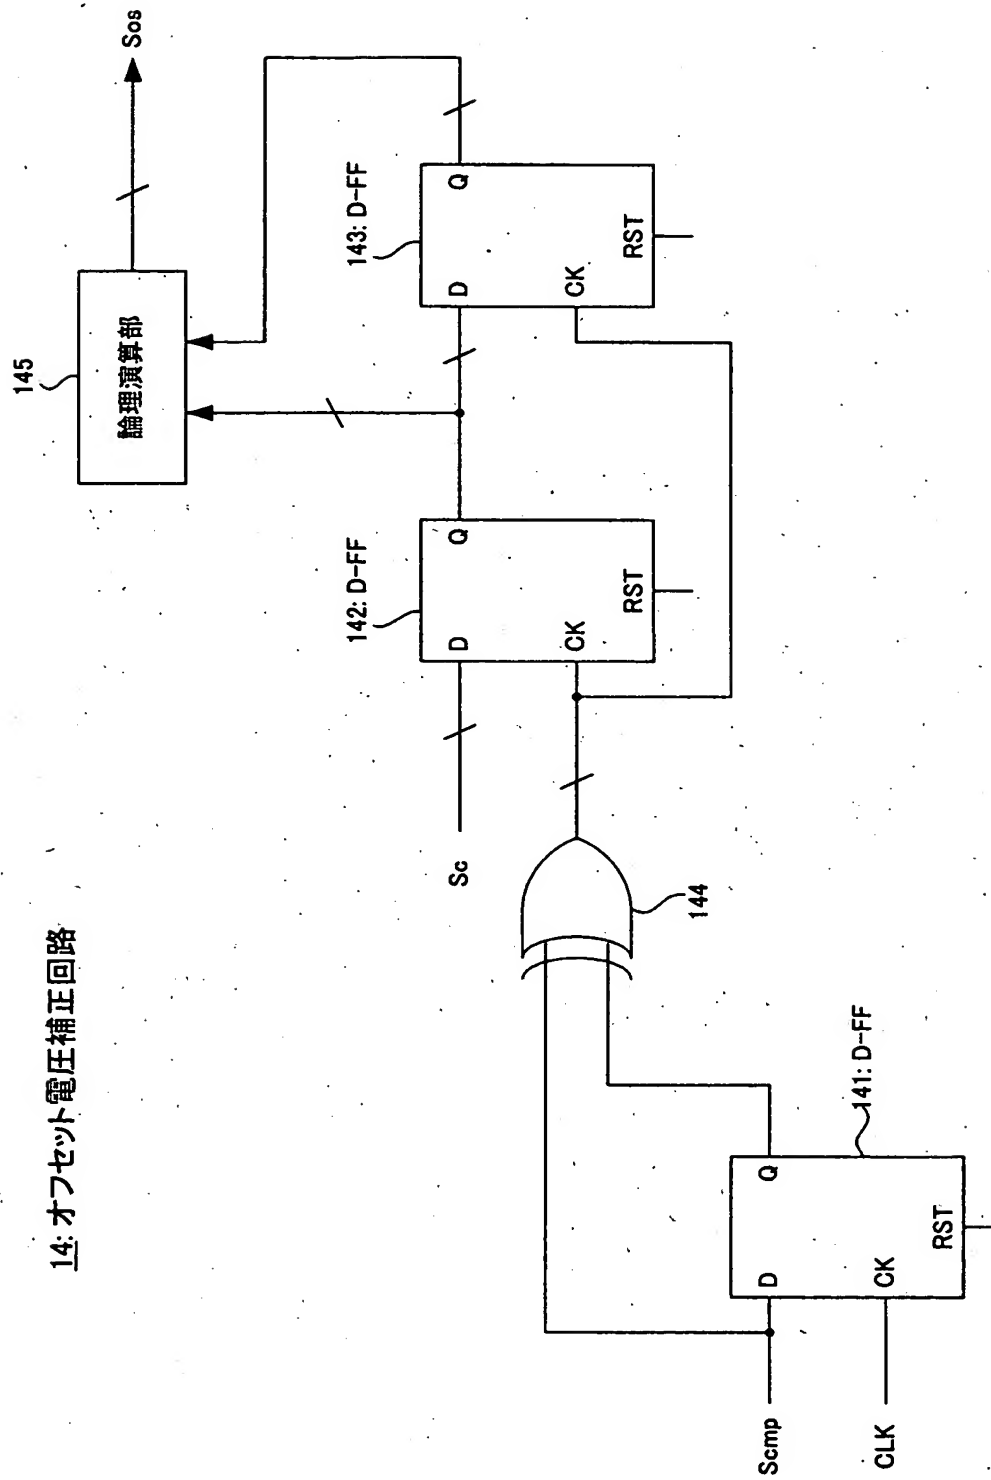 14: オフセット電圧補正回路
145
論理演算部
Sos
142: D-FF
D
Q
CK
RST
143: D-FF
D
Q
CK
RST
Sc
144
141: D-FF
Scmp
D
Q
CLK
CK
RST